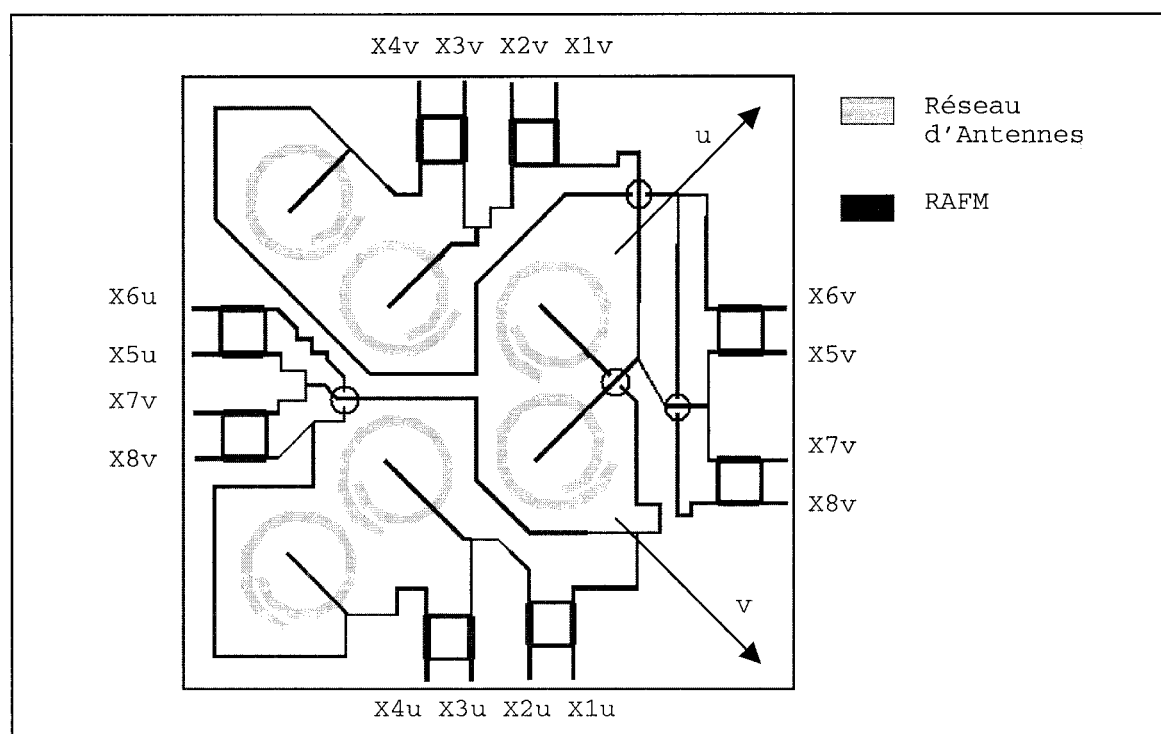 X4v X3v X2v X1v
Réseau
d'Antennes
u
RAFM
X6u
X6v
X5u
X5v
X7v
X7v
X8v
X8v
v
X4u X3u X2u X1u